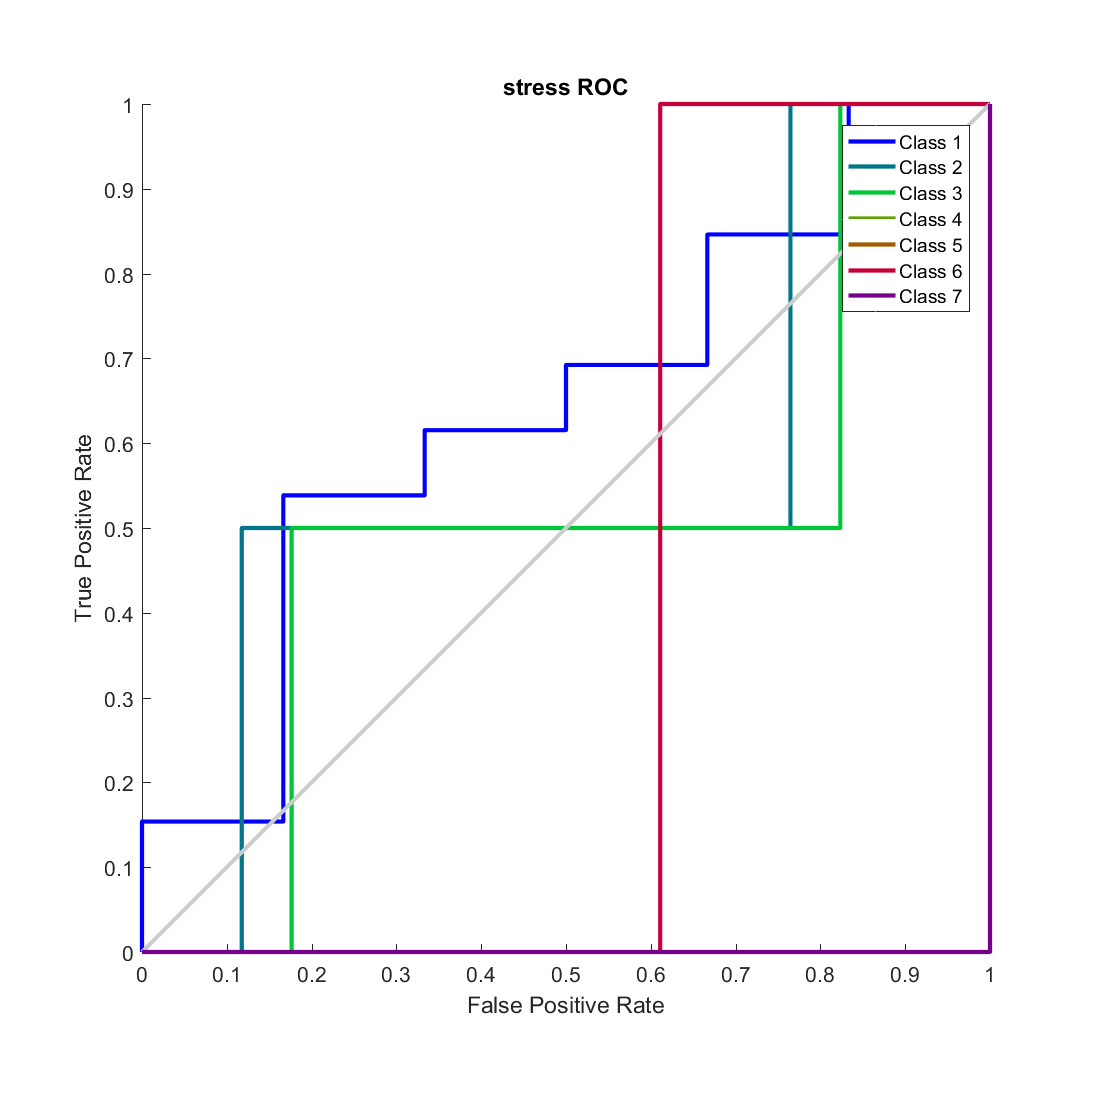 stress ROC
1
0.9
0.8
0.7
0.6
0.5
0.4
0.3
0.2
0.1
0
True Positive Rate
Class 1
Class 2
Class 3
Class 4
Class 5
Class 6
Class 7
0 0.1 0.2 0.3 0.4 0.5 0.6 0.7 0.8 0.9 1
False Positive Rate